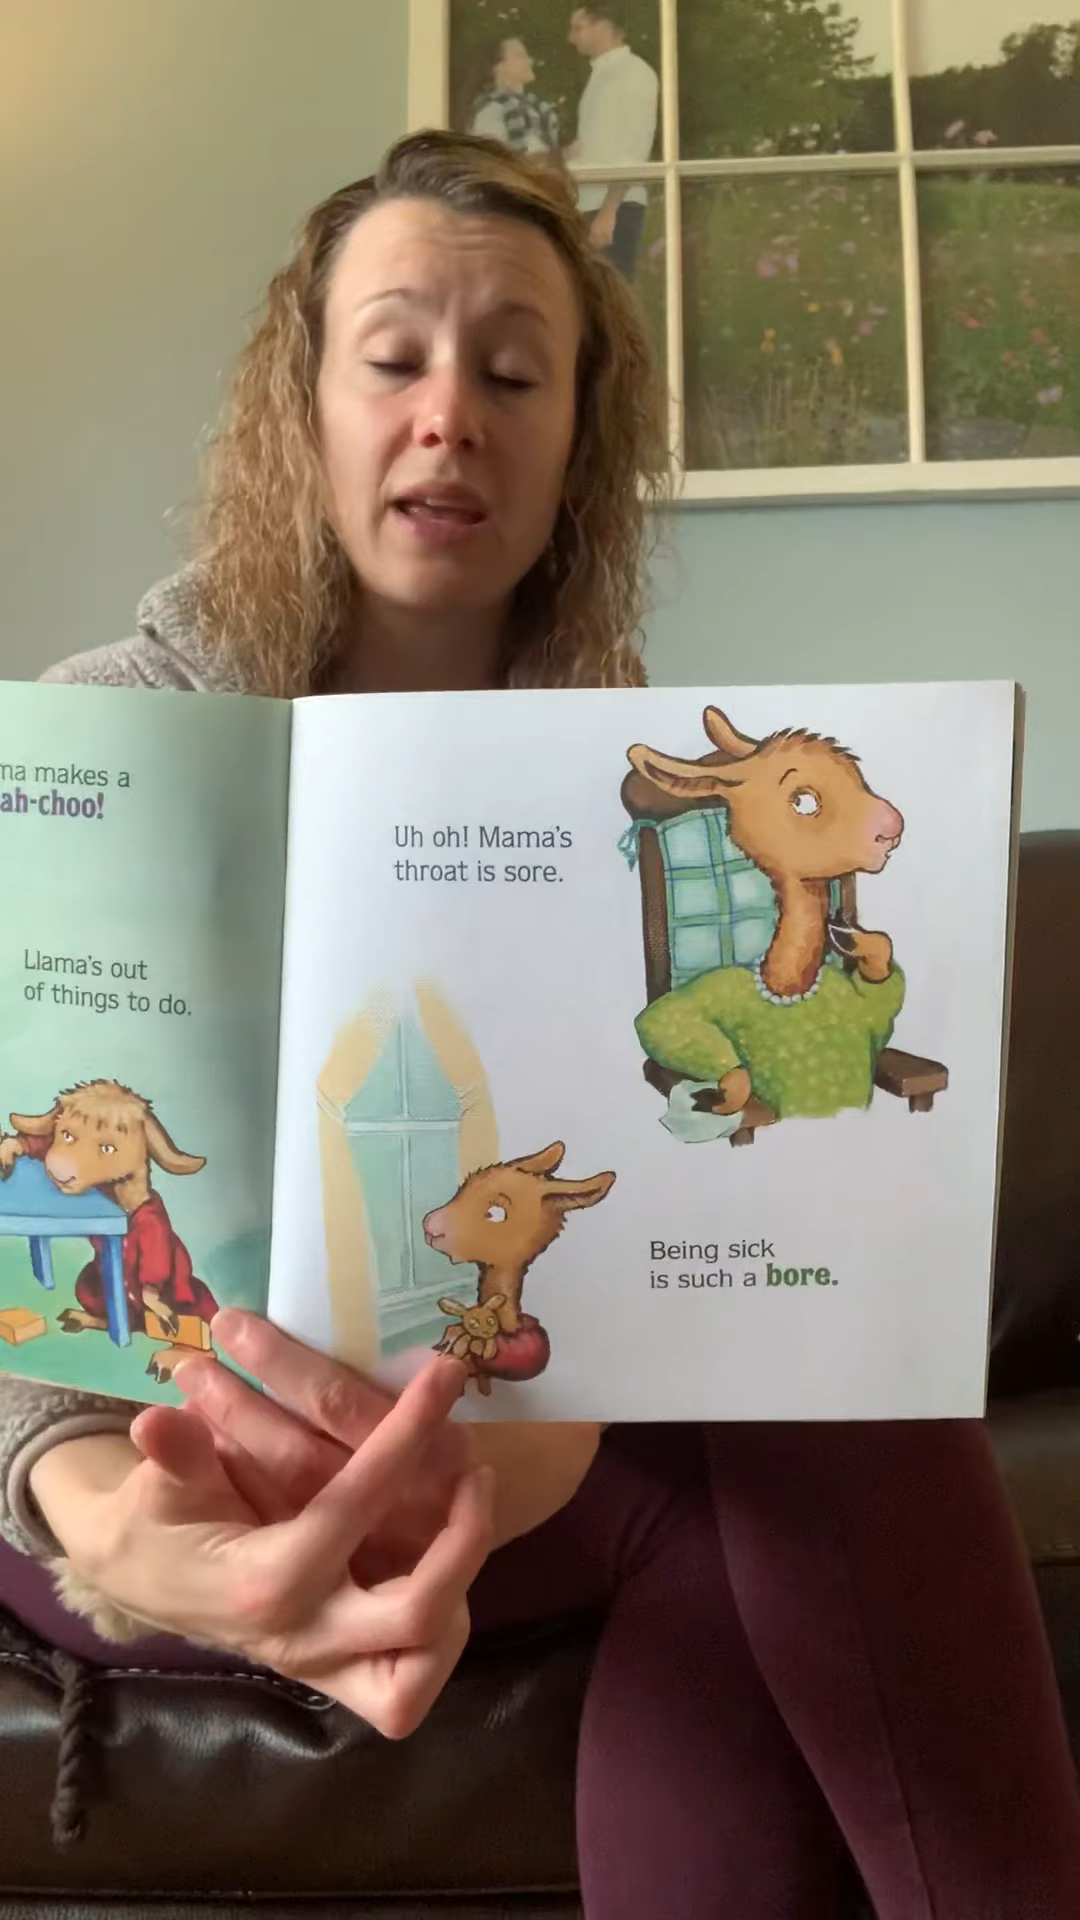 makes a
ah-choo!
Llama's out
of things to do.
Uh oh! Mama's
throat is sore.
Being sick
is such a bore.